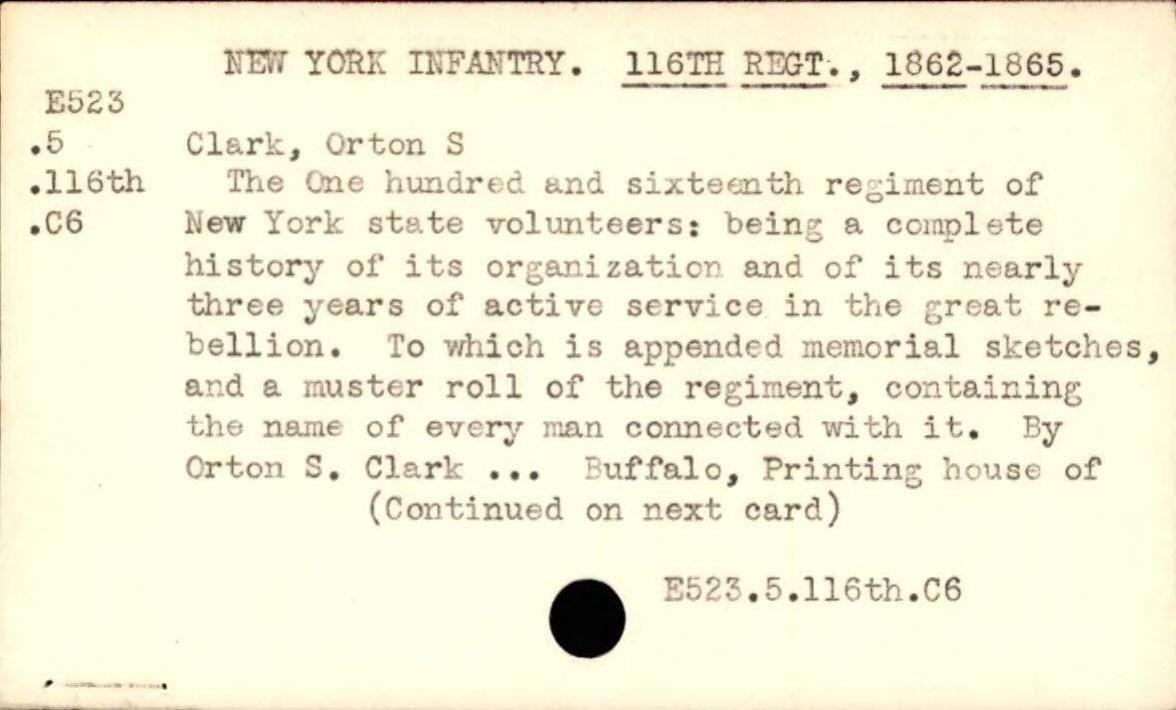 NEW YORK INFANTRY. 116TH REGT., 1862-1865.
E523
.5 Clark, Orton S
.116th The One hundred and sixteenth regiment of
.C6 New York state volunteers: being a complete
history of its organization and of its nearly
three years of active service in the great re-
bellion. To which is appended memorial sketches,
and a muster roll of the regiment, containing
the name of every man connected with it. By
Orton S. Clark ... Buffalo, Printing house of
(Continued on next card)
E523.5.116th.C6